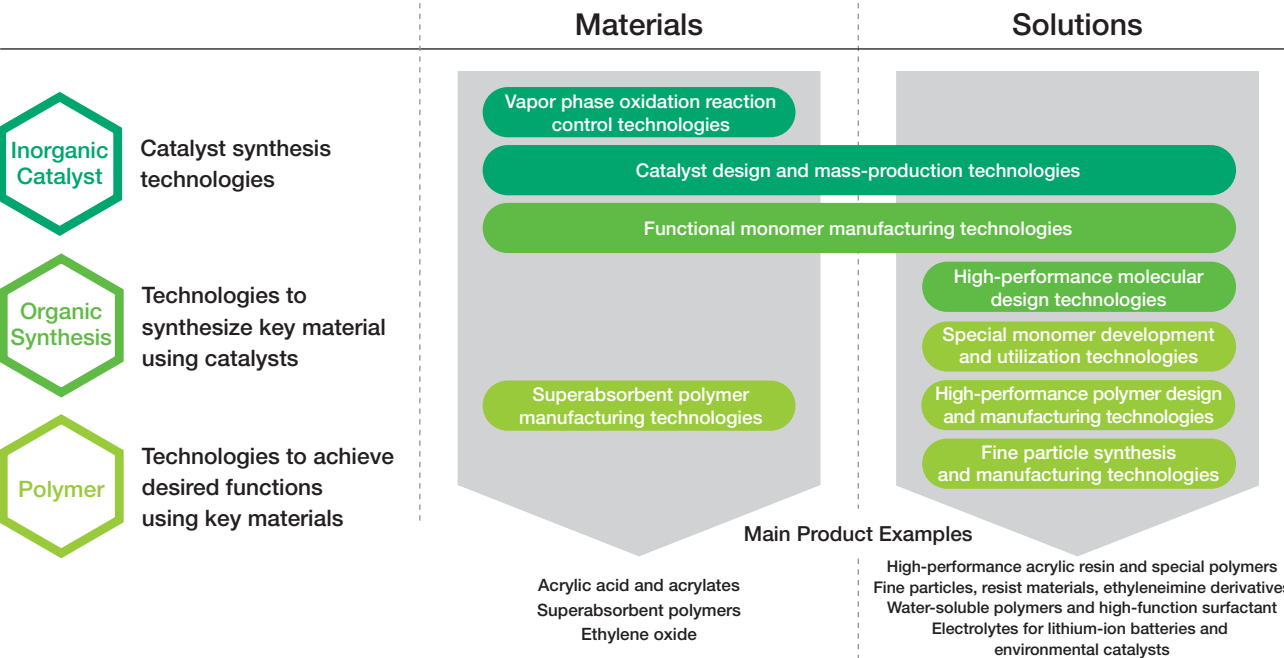 Materials
Solutions
Inorganic
Catalyst
Catalyst synthesis
technologies
Vapor phase oxidation reaction
control technologies
Catalyst design and mass-production technologies
Functional monomer manufacturing technologies
Organic
Synthesis
Technologies to
synthesize key material
using catalysts
High-performance molecular
design technologies
Special monomer development
and utilization technologies
Superabsorbent polymer
manufacturing technologies
High-performance polymer design
and manufacturing technologies
Polymer
Technologies to achieve
desired functions
using key materials
Fine particle synthesis
and manufacturing technologies
Main Product Examples
Acrylic acid and acrylates
Superabsorbent polymers
Ethylene oxide
High-performance acrylic resin and special polymers
Fine particles, resist materials, ethyleneimine derivatives
Water-soluble polymers and high-function surfactant
Electrolytes for lithium-ion batteries and
environmental catalysts